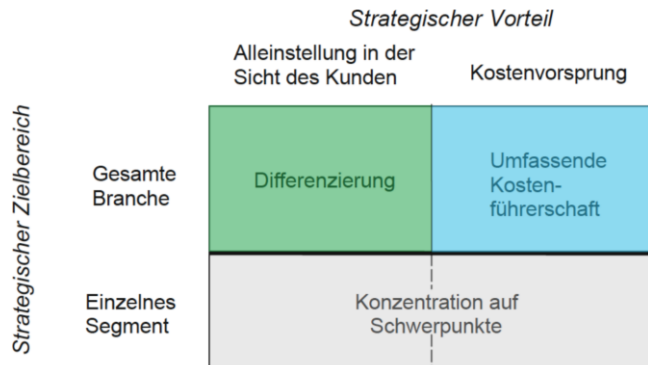 Strategischer Vorteil
Alleinstellung in der
Sicht des Kunden
Kostenvorsprung
Strategischer Zielbereich
Gesamte
Branche
Differenzierung
Umfassende
Kosten-
führerschaft
Einzelnes
Segment
Konzentration auf
Schwerpunkte